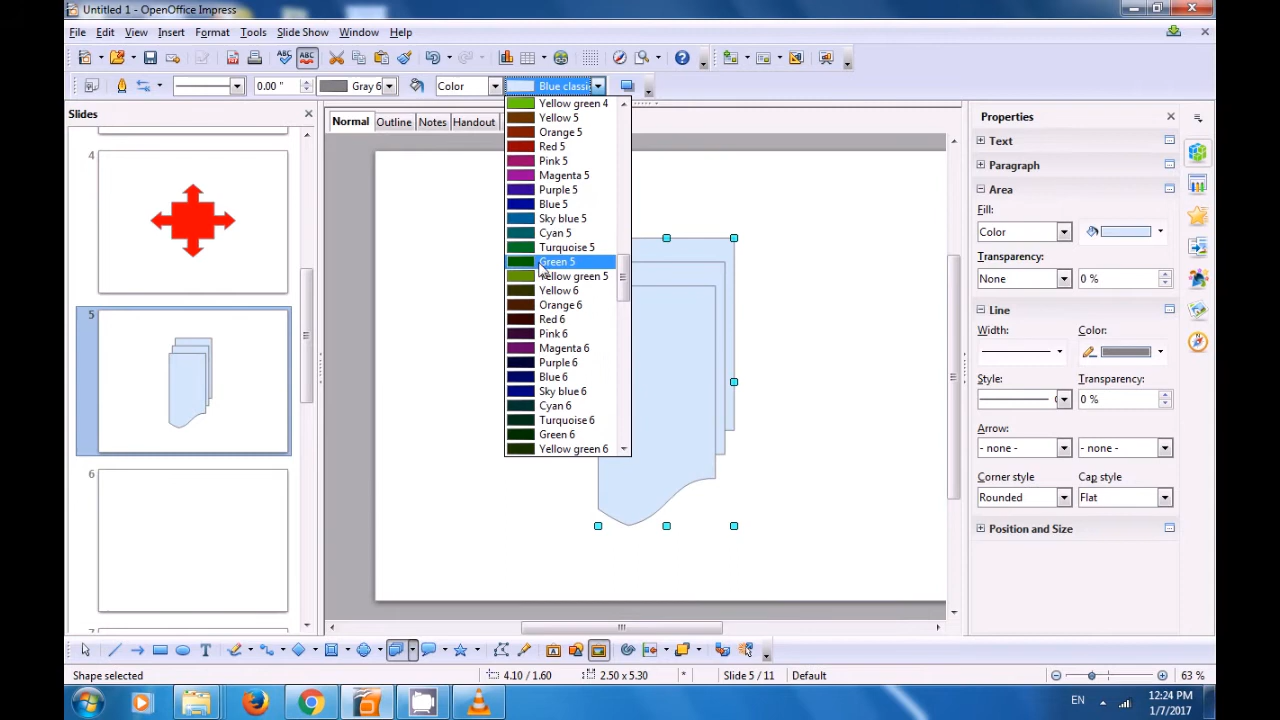 Untitled 1 - OpenOffice Impress
File Edit View Insert Format Tools Slide Show Window Help
0.00 " Gray 6 Color Blue classi
Slides
Normal Outline Notes Handout
4
5
6
Yellow green 4
Yellow 5
Orange 5
Red 5
Pink 5
Magenta 5
Purple 5
Blue 5
Sky blue 5
Cyan 5
Turquoise 5
Green 5
Yellow green 5
Yellow 6
Orange 6
Red 6
Pink 6
Magenta 6
Purple 6
Blue 6
Sky blue 6
Cyan 6
Turquoise 6
Green 6
Yellow green 6
Properties
Text
Paragraph
Area
Fill:
Color
Transparency:
None 0 %
Line
Width: Color:
Style: Transparency:
0 %
Arrow:
- none - - none -
Corner style Cap style
Rounded Flat
Position and Size
Shape selected 4.10 / 1.60 2.50 x 5.30 * Slide 5 / 11 Default 63 %
EN 12:24 PM
1/7/2017